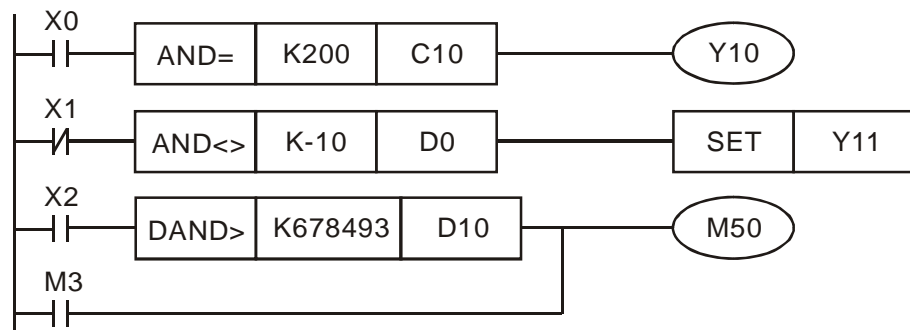 X0
AND= K200 C10 Y10
X1
AND<> K-10 D0 SET Y11
X2
DAND> K678493 D10 M50
M3